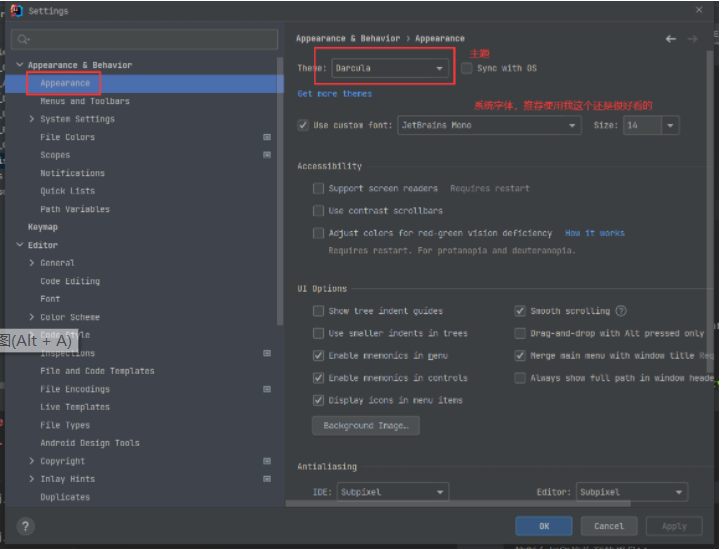 Settings
Appearance & Behavior
Appearance
Menus and Toolbars
System Settings
File Colors
Scopes
Notifications
Quick Lists
Path Variables
Keymap
Editor
General
Code Editing
Font
Color Scheme
Code Style
图(Alt + A)
Inspections
File and Code Templates
File Encodings
Live Templates
File Types
Android Design Tools
Copyright
Inlay Hints
Duplicates
Appearance & Behavior › Appearance
主题
Theme: Darcula Sync with OS
Get more themes
系统字体，推荐使用我这个还是很好看的
Use custom font: JetBrains Mono Size: 14
Accessibility
Support screen readers Requires restart
Use contrast scrollbars
Adjust colors for red-green vision deficiency How it works
Requires restart. For protanopia and deuteranopia.
UI Options
Show tree indent guides Smooth scrolling ?
Use smaller indents in trees Drag-and-drop with Alt pressed only
Enable mnemonics in menu Merge main menu with window title Req
Enable mnemonics in controls Always show full path in window heade
Display icons in menu items
Background Image…
Antialiasing
IDE: Subpixel Editor: Subpixel
? OK Cancel Apply